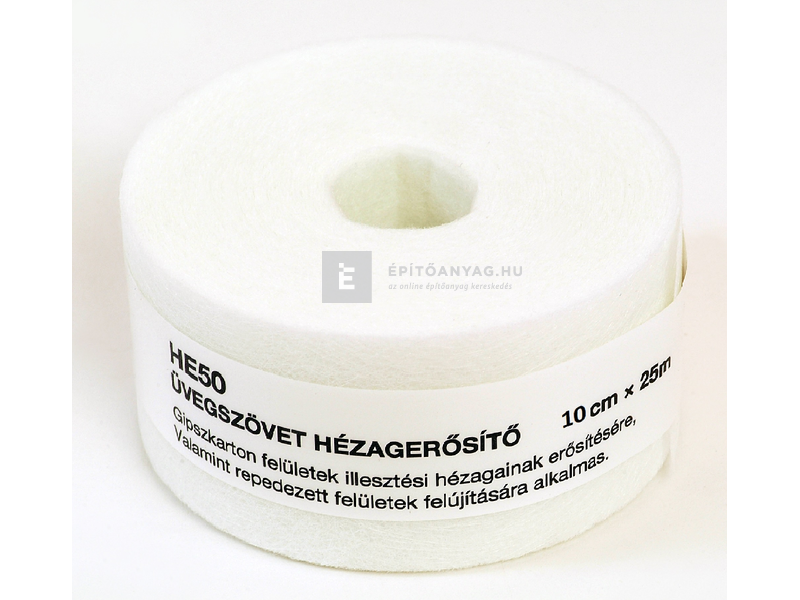 ÉPÍTŐANYAG.HU
az online építőanyag kereskedés
HE50
ÜVEGSZÖVET HÉZAGERŐSÍTŐ 10 cm × 25m
Gipszkarton felületek illesztési hézagainak erősítésére,
Valamint repedezett felületek felújítására alkalmas.